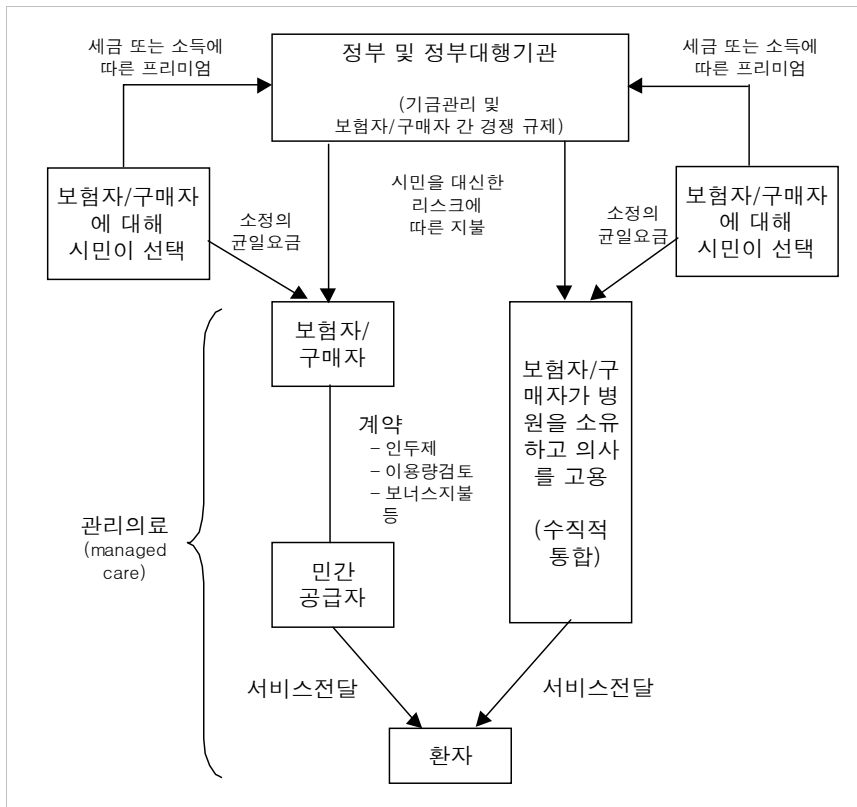 세금 또는 소득에
따른 프리미엄
정부 및 정부대행기관
(기금관리 및
보험자/구매자 간 경쟁 규제)
세금 또는 소득에
따른 프리미엄
보험자/구매자
에 대해
시민이 선택
소정의
균일요금
시민을 대신한
리스크에
따른 지불
소정의
균일요금
보험자/구매자
에 대해
시민이 선택
보험자/
구매자
계약
– 인두제
– 이용량검토
– 보너스지불
등
보험자/구
매자가 병
원을 소유
하고 의사
를 고용
(수직적
통합)
관리의료
(managed
care)
민간
공급자
서비스전달
서비스전달
환자